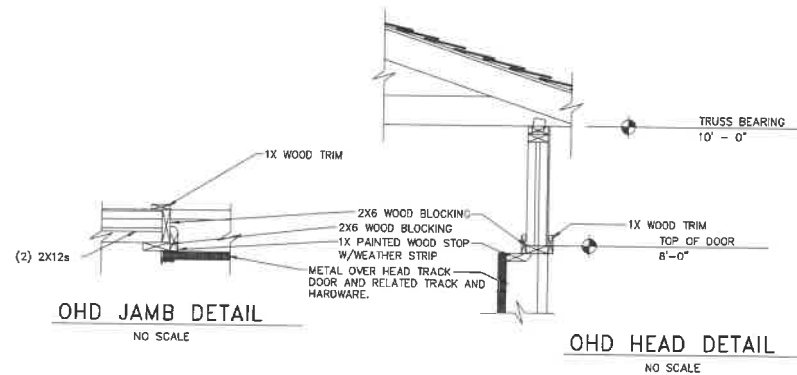 TRUSS BEARING
10' - 0"
1X WOOD TRIM
2X6 WOOD BLOCKING
1X WOOD TRIM
2X6 WOOD BLOCKING
TOP OF DOOR
(2) 2X12s
1X PAINTED WOOD STOP
8'-0"
W/WEATHER STRIP
METAL OVER HEAD TRACK
DOOR AND RELATED TRACK AND
HARDWARE.
OHD JAMB DETAIL
NO SCALE
OHD HEAD DETAIL
NO SCALE